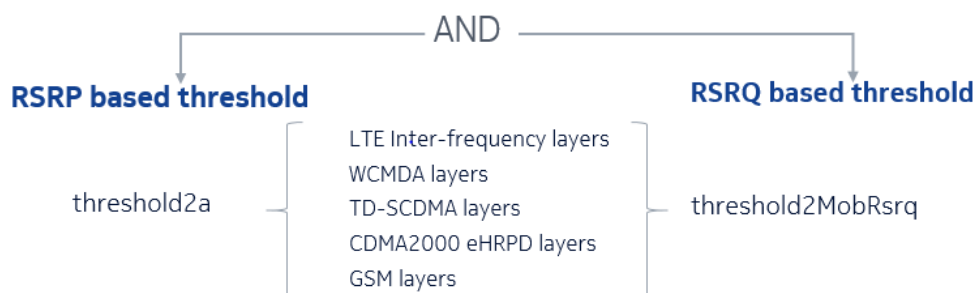 AND
RSRP based threshold
RSRQ based threshold
LTE Inter-frequency layers
WCMDA layers
threshold2a
TD-SCDMA layers
threshold2MobRsrq
CDMA2000 eHRPD layers
GSM layers